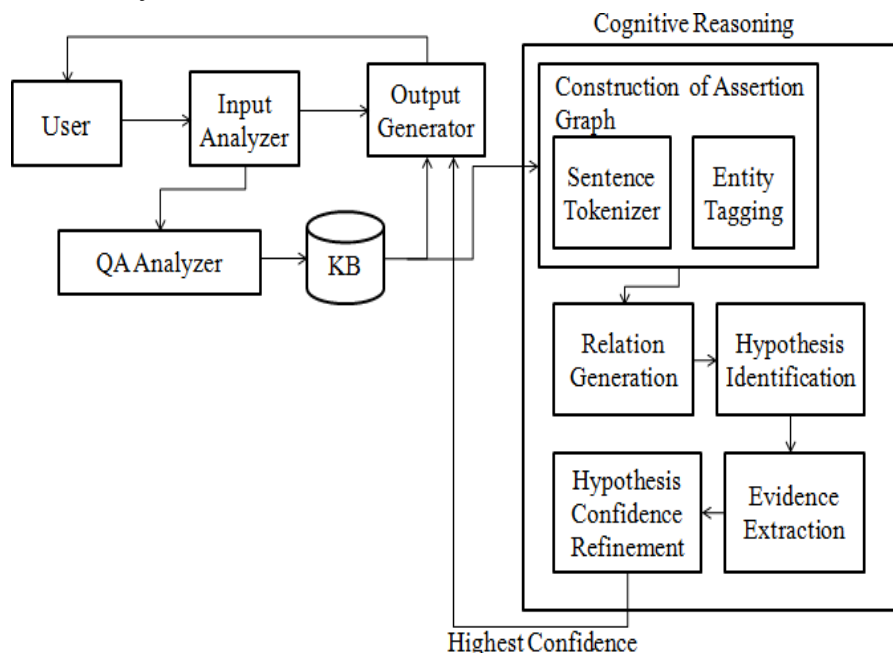 Cognitive Reasoning
User
Input
Analyzer
Output
Generator
Construction of Assertion
Graph
Sentence
Tokenizer
Entity
Tagging
QA Analyzer
KB
Relation
Generation
Hypothesis
Identification
Hypothesis
Confidence
Refinement
Evidence
Extraction
Highest Confidence